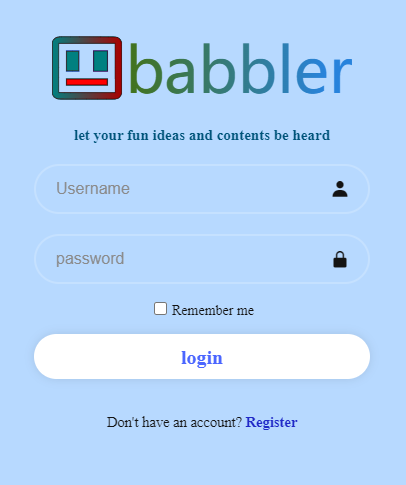 babbler
let your fun ideas and contents be heard
Username
password
Remember me
login
Don't have an account? Register